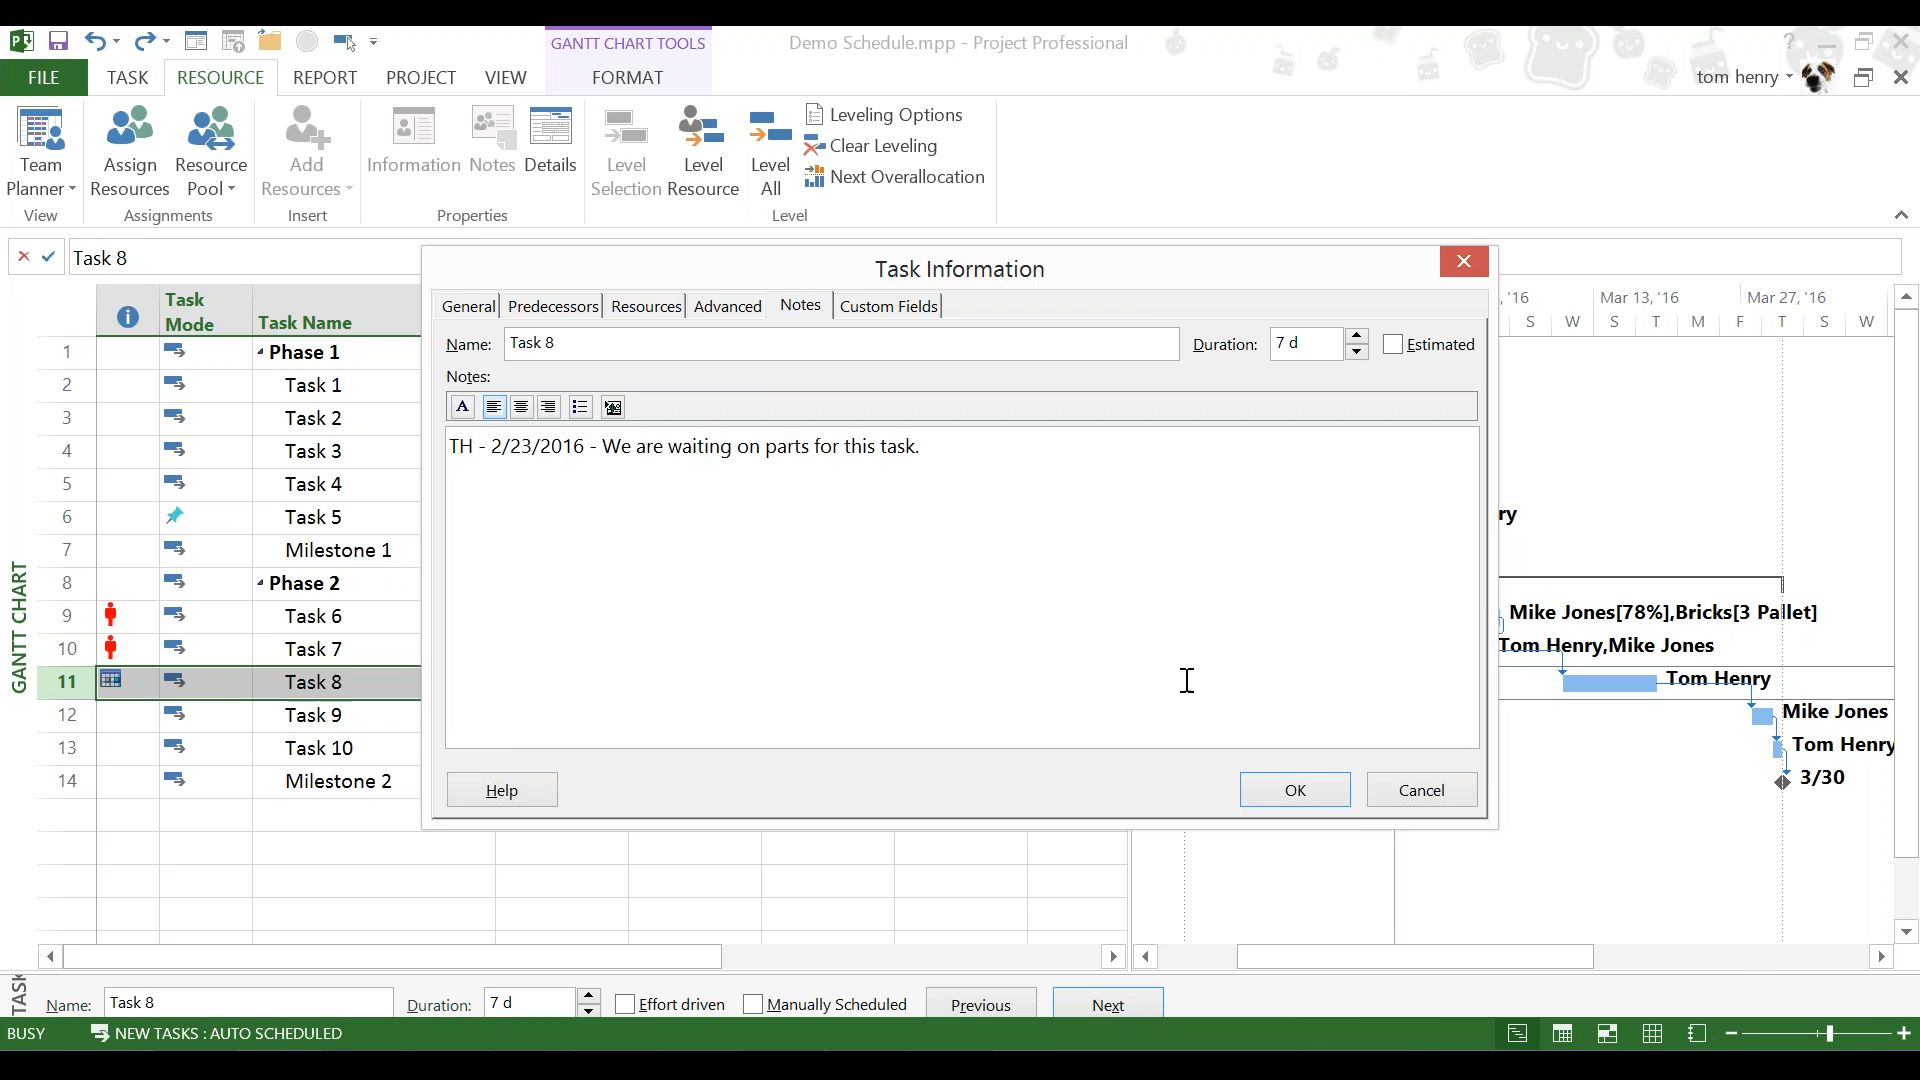 GANTT CHART TOOLS
Demo Schedule.mpp - Project Professional
FILE TASK RESOURCE REPORT PROJECT VIEW FORMAT
tom henry
Team Planner
Assign Resources
Resource Pool
Add Resources
Information
Notes
Details
Level Selection
Level Resource
Level All
Leveling Options
Clear Leveling
Next Overallocation
View
Assignments
Insert
Properties
Level
Task 8
Task Information
General Predecessors Resources Advanced Notes Custom Fields
Name: Task 8 Duration: 7 d Estimated
Notes:
TH - 2/23/2016 - We are waiting on parts for this task.
Help OK Cancel
Task Mode Task Name
1 Phase 1
2 Task 1
3 Task 2
4 Task 3
5 Task 4
6 Task 5
7 Milestone 1
8 Phase 2
9 Task 6
10 Task 7
11 Task 8
12 Task 9
13 Task 10
14 Milestone 2
, '16 Mar 13, '16 Mar 27, '16
S W S T M F T S W
ry
Mike Jones[78%],Bricks[3 Pallet]
Tom Henry,Mike Jones
Tom Henry
Mike Jones
Tom Henry
3/30
GANTT CHART
TASK
Name: Task 8 Duration: 7 d Effort driven Manually Scheduled Previous Next
BUSY NEW TASKS : AUTO SCHEDULED